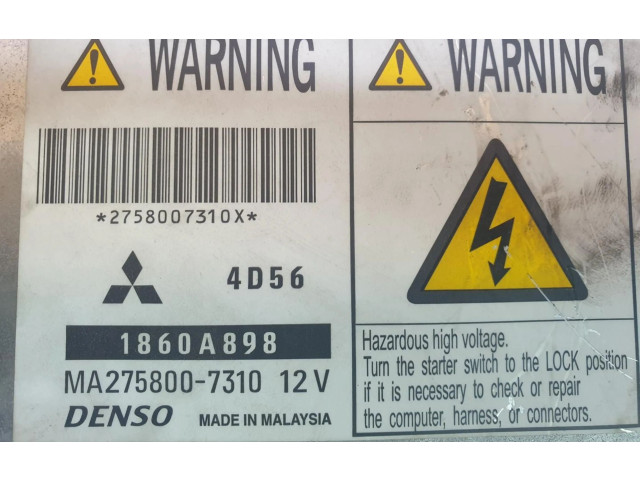 WARNING
*2758007310X*
4D56
1860A898
MA275800-7310 12V
DENSO MADE IN MALAYSIA
WARNING
Hazardous high voltage.
Turn the starter switch to the LOCK position
if it is necessary to check or repair
the computer, harness, or connectors.